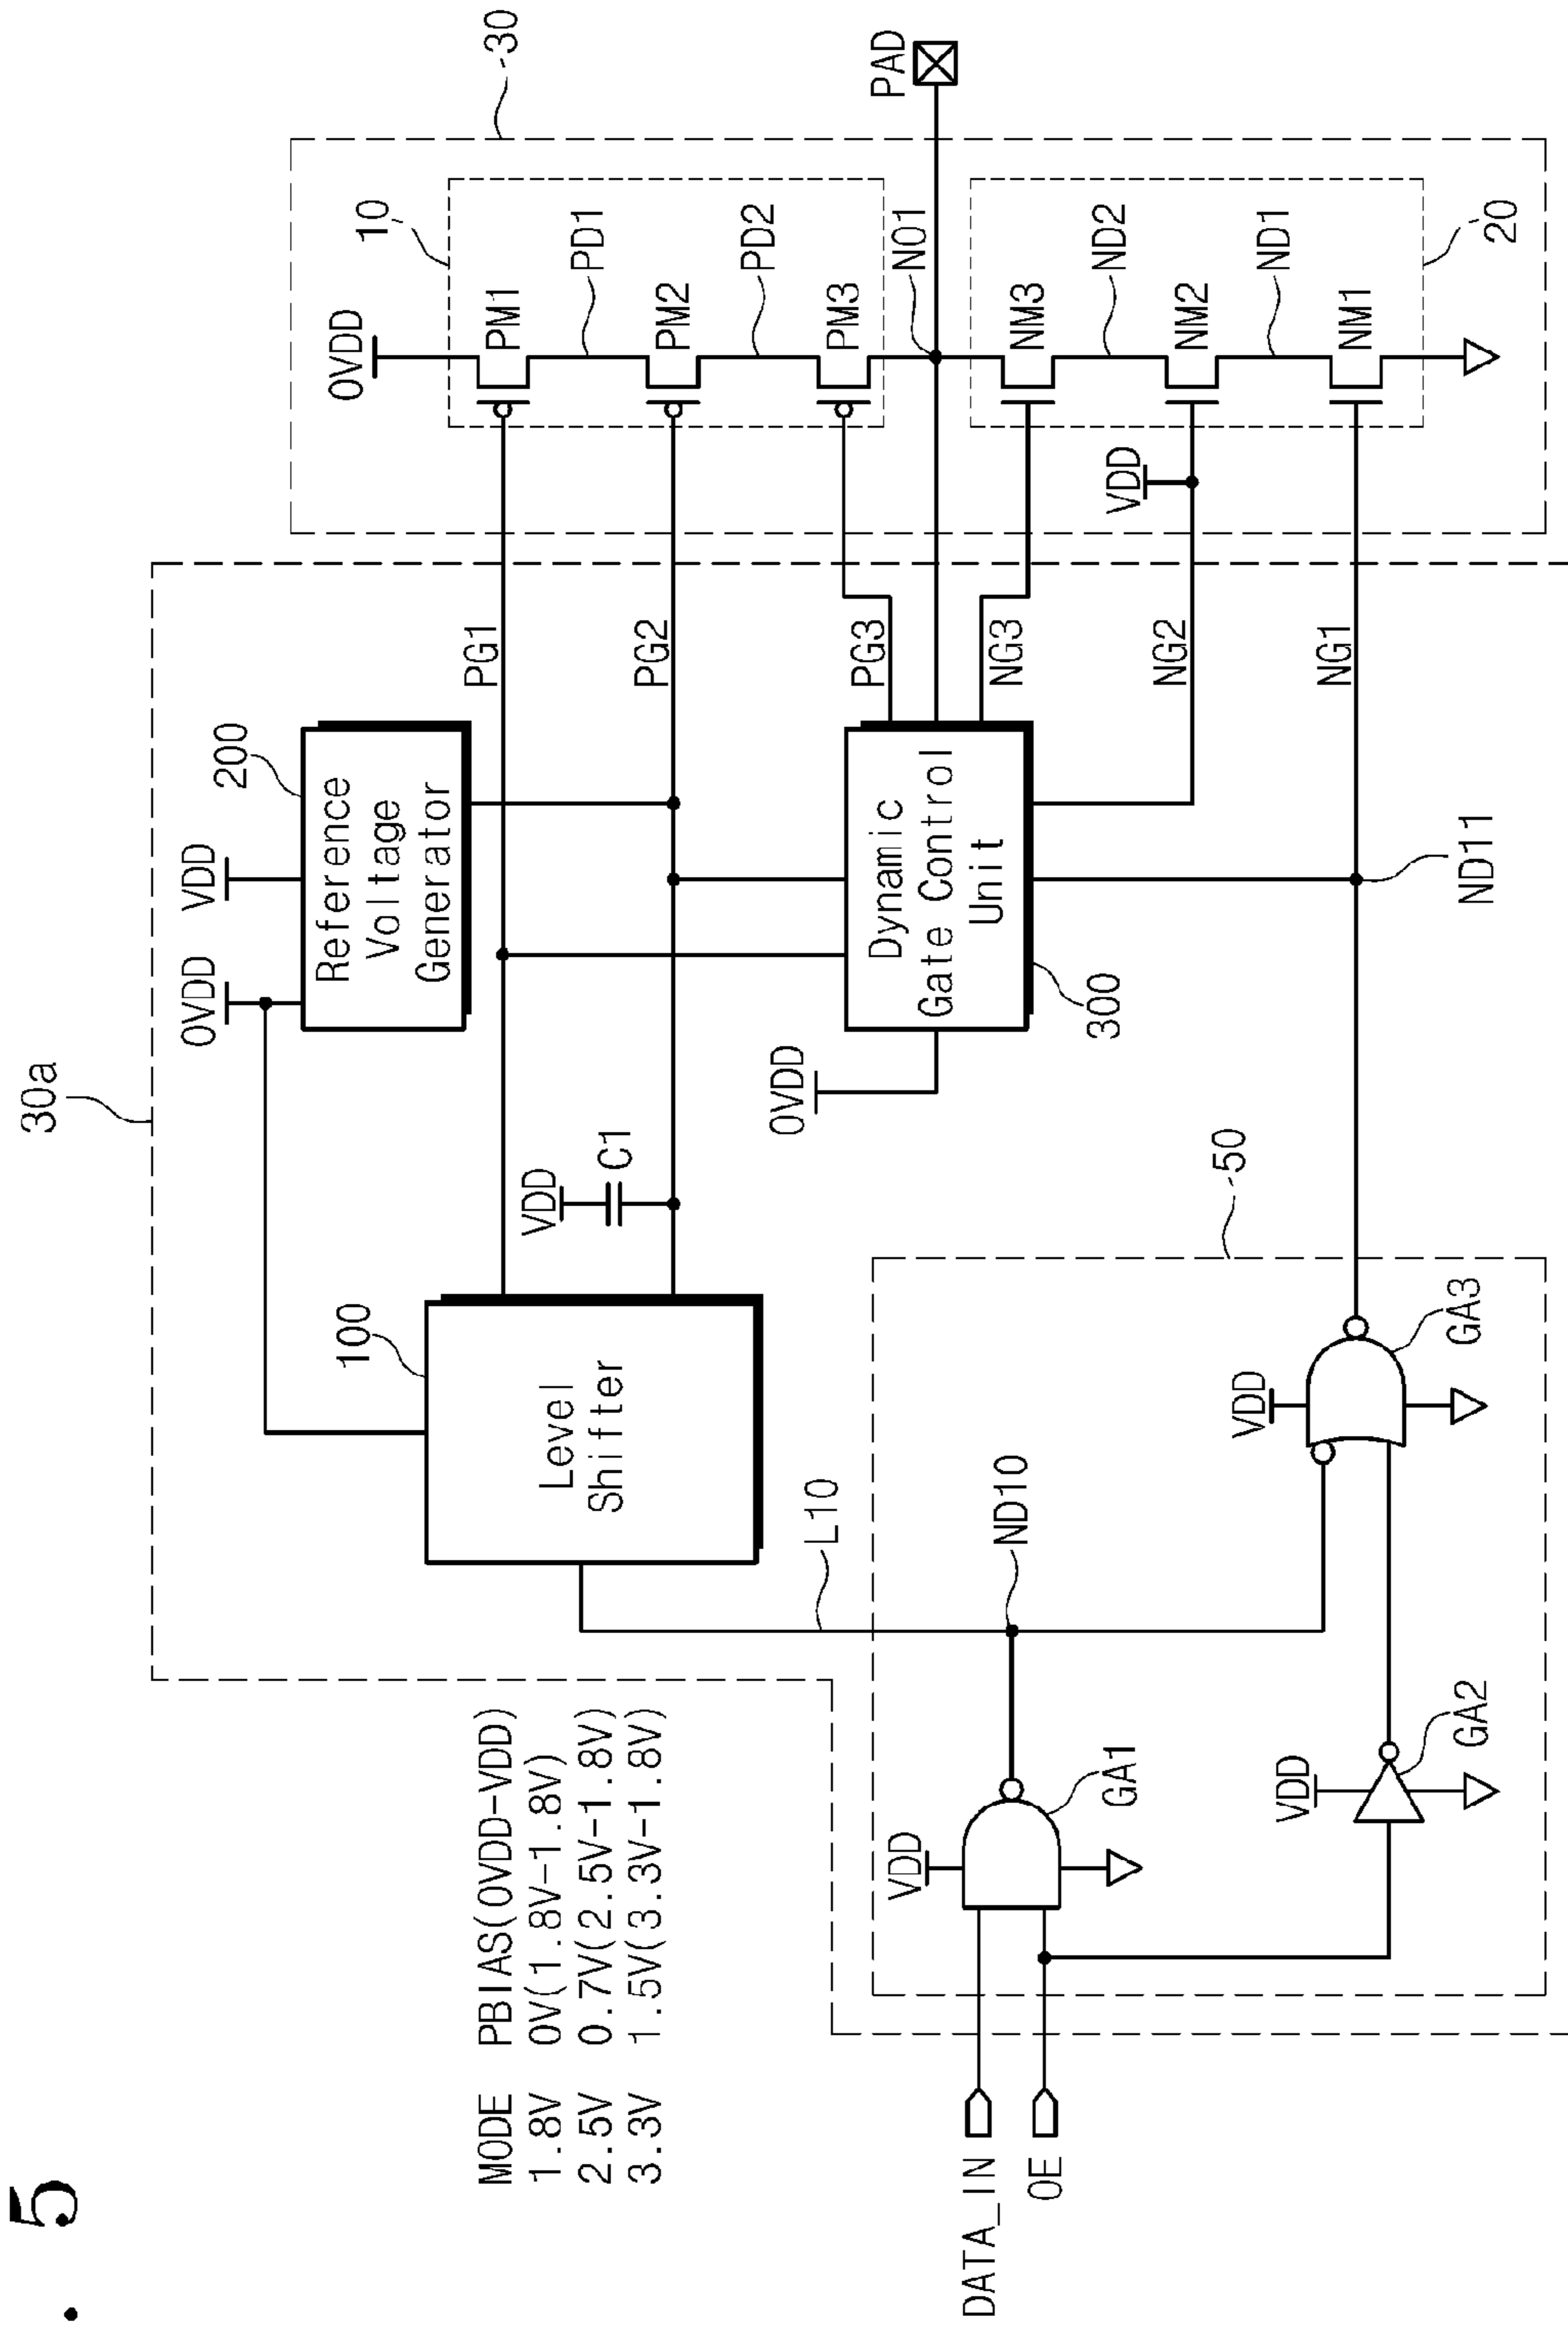 . 5
MODE PBIAS(OVDD-VDD)
1.8V 0V(1.8V-1.8V)
2.5V 0.7V(2.5V-1.8V)
3.3V 1.5V(3.3V-1.8V)
30a
30
OVDD
VDD
200
Reference
Voltage
Generator
100
Level
Shifter
VDD
C1
PG1
PG2
OVDD
10
PM1
PD1
PM2
PD2
PM3
NO1
PAD
OVDD
Dynamic
Gate Control
Unit
300
PG3
NG3
NG2
NG1
VDD
NM3
ND2
NM2
ND1
NM1
20
L10
ND10
ND11
50
DATA_IN
OE
VDD
GA1
VDD
GA2
VDD
GA3